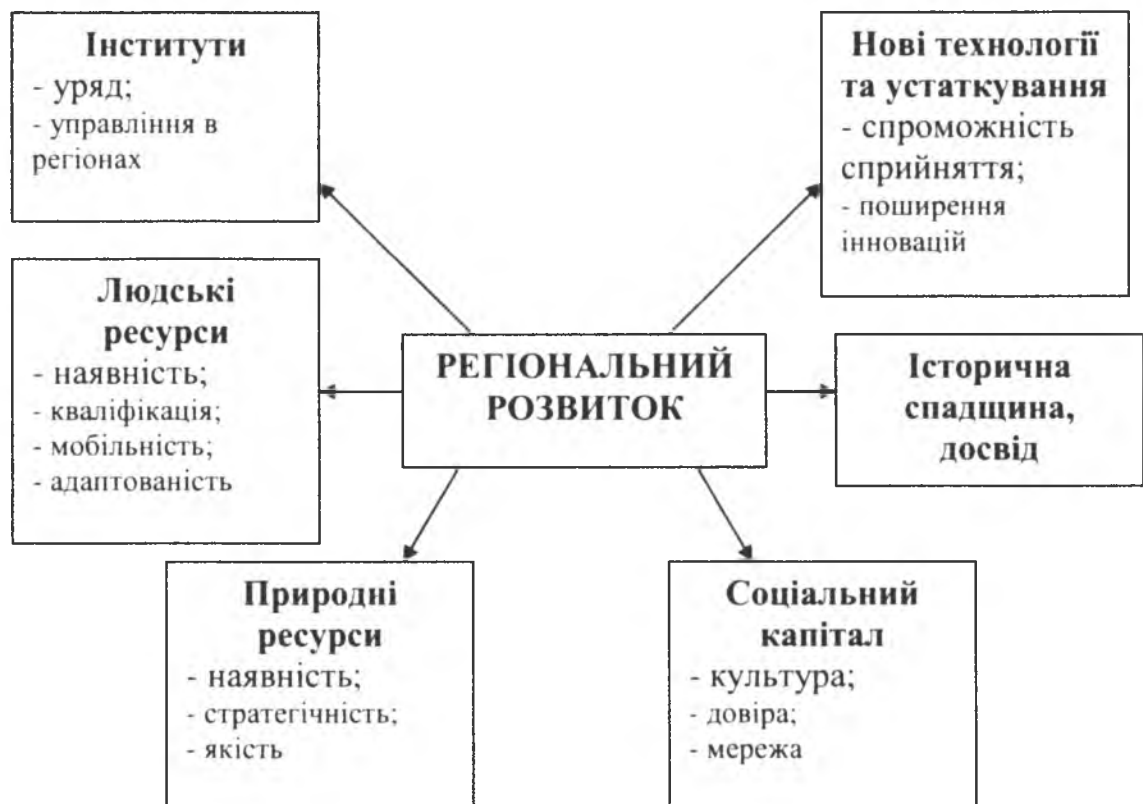 Інститути
- уряд;
- управління в
регіонах
Нові технології
та устаткування
- спроможність
сприйняття;
- поширення
інновацій
Людські
ресурси
- наявність;
- кваліфікація;
- мобільність;
- адаптованість
РЕГІОНАЛЬНИЙ
РОЗВИТОК
Історична
спадщина,
досвід
Природні
ресурси
- наявність;
- стратегічність;
- якість
Соціальний
капітал
- культура;
- довіра;
- мережа